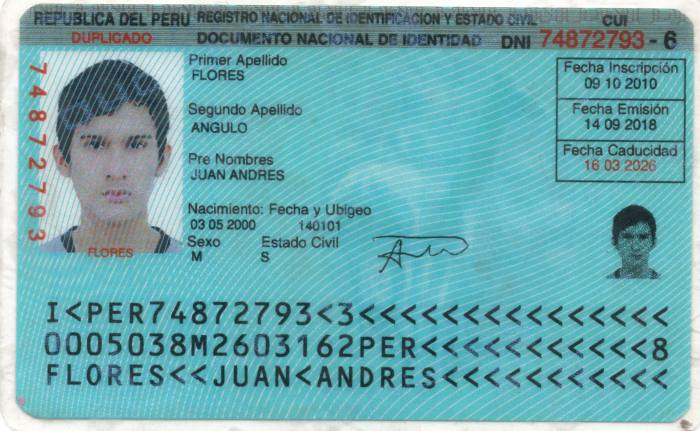 REPUBLICA DEL PERU REGISTRO NACIONAL DE IDENTIFICACION Y ESTADO CIVIL CUI
DUPLICADO DOCUMENTO NACIONAL DE IDENTIDAD DNI 74872793 - 6
74872793
Primer Apellido
FLORES
Segundo Apellido
ANGULO
Pre Nombres
JUAN ANDRES
Nacimiento: Fecha y Ubigeo
03 05 2000 140101
Sexo Estado Civil
M S
Fecha Inscripción
09 10 2010
Fecha Emisión
14 09 2018
Fecha Caducidad
16 03 2026
FLORES
I<PER74872793<3<<<<<<<<<<<<<<<
0005038M2603162PER<<<<<<<<<<<8
FLORES<<JUAN<ANDRES<<<<<<<<<<<